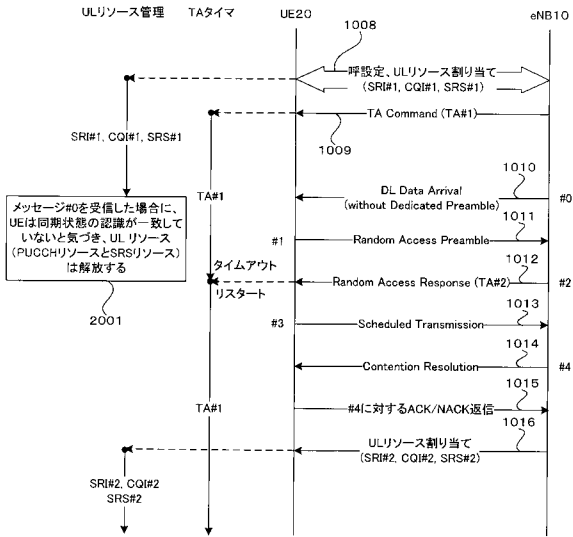 ULリソース管理 TAタイマ UE20 eNB10
1008
呼設定、ULリソース割り当て
(SRI#1, CQI#1, SRS#1)
TA Command (TA#1)
1009
SRI#1, CQI#1, SRS#1
TA#1
1010
DL Data Arrival
(without Dedicated Preamble)
#0
メッセージ#0を受信した場合に、
UEは同期状態の認識が一致して
いないと気づき、UL リソース
(PUCCHリソースとSRSリソース)
は解放する
2001
1011
#1 Random Access Preamble
タイムアウト
リスタート
1012
Random Access Response (TA#2) #2
1013
#3 Scheduled Transmission
1014
Contention Resolution #4
1015
TA#1
#4に対するACK/NACK返信
1016
ULリソース割り当て
(SRI#2, CQI#2, SRS#2)
SRI#2, CQI#2
SRS#2